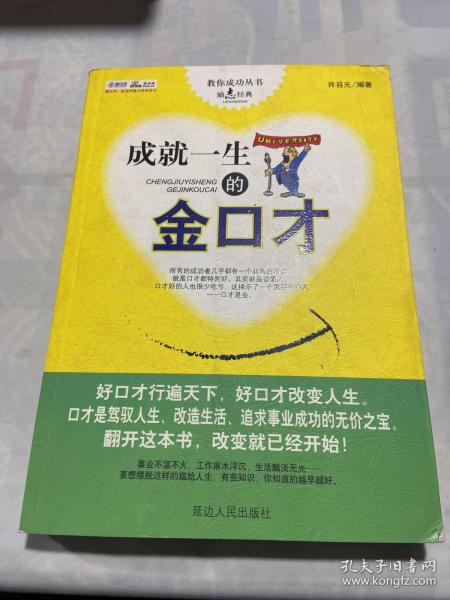 教你成功丛书
励志经典
许召元/编著
成就一生
CHENGJIUYISHENG
GEJINKOUCAI
的
UNIVERSITY
金口才
所有的成功者几乎都有一个
就是口才都特别好。其实就
口才好的人也很少吃亏，这揭示了一个
——口才是金。
好口才行遍天下，好口才改变人生。
口才是驾驭人生、改造生活、追求事业成功的无价之宝。
翻开这本书，改变就已经开始！
事业不温不火、工作麻木浮沉、生活黯淡无光……
要想摆脱这样的尴尬人生，有些知识，你知道的越早越好。
延边人民出版社
孔夫子旧书网
www.kongfz.com